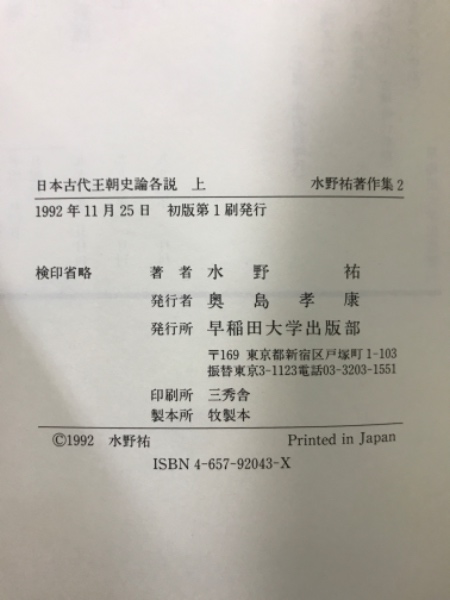 日本古代王朝史論各説 上 水野祐著作集2
1992年11月25日 初版第1刷発行
検印省略 著者 水野 祐
発行者 奥島孝康
発行所 早稲田大学出版部
〒169 東京都新宿区戸塚町1-103
振替東京3-1123電話03-3203-1551
印刷所 三秀舎
製本所 牧製本
©1992 水野祐 Printed in Japan
ISBN 4-657-92043-X